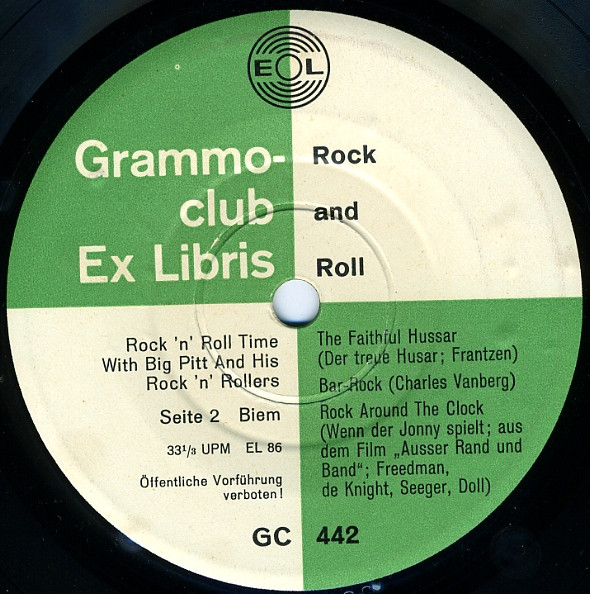 EOL
Grammo-
club
Ex Libris
Rock
and
Roll
Rock 'n' Roll Time
With Big Pitt And His
Rock 'n' Rollers
Seite 2 Biem
33 1/3 UPM EL 86
Öffentliche Vorführung
verboten!
The Faithful Hussar
(Der treue Husar; Frantzen)
Bar-Rock (Charles Vanberg)
Rock Around The Clock
(Wenn der Jonny spielt; aus
dem Film „Ausser Rand und
Band“; Freedman,
de Knight, Seeger, Doll)
GC 442